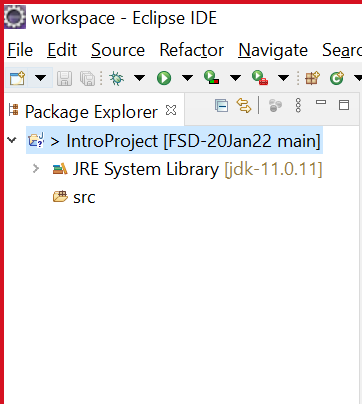 workspace - Eclipse IDE
File Edit Source Refactor Navigate Sear
Package Explorer
> IntroProject [FSD-20Jan22 main]
JRE System Library [jdk-11.0.11]
src